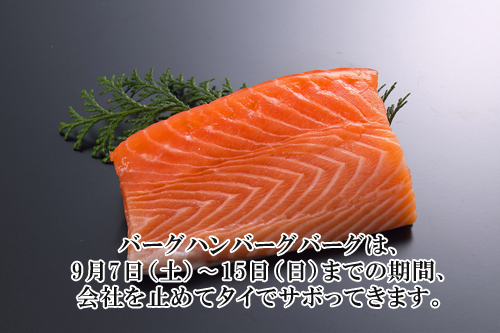 バーグハンバーグバーグは、
9月7日（土）～15日（日）までの期間、
会社を止めてタイでサボってきます。